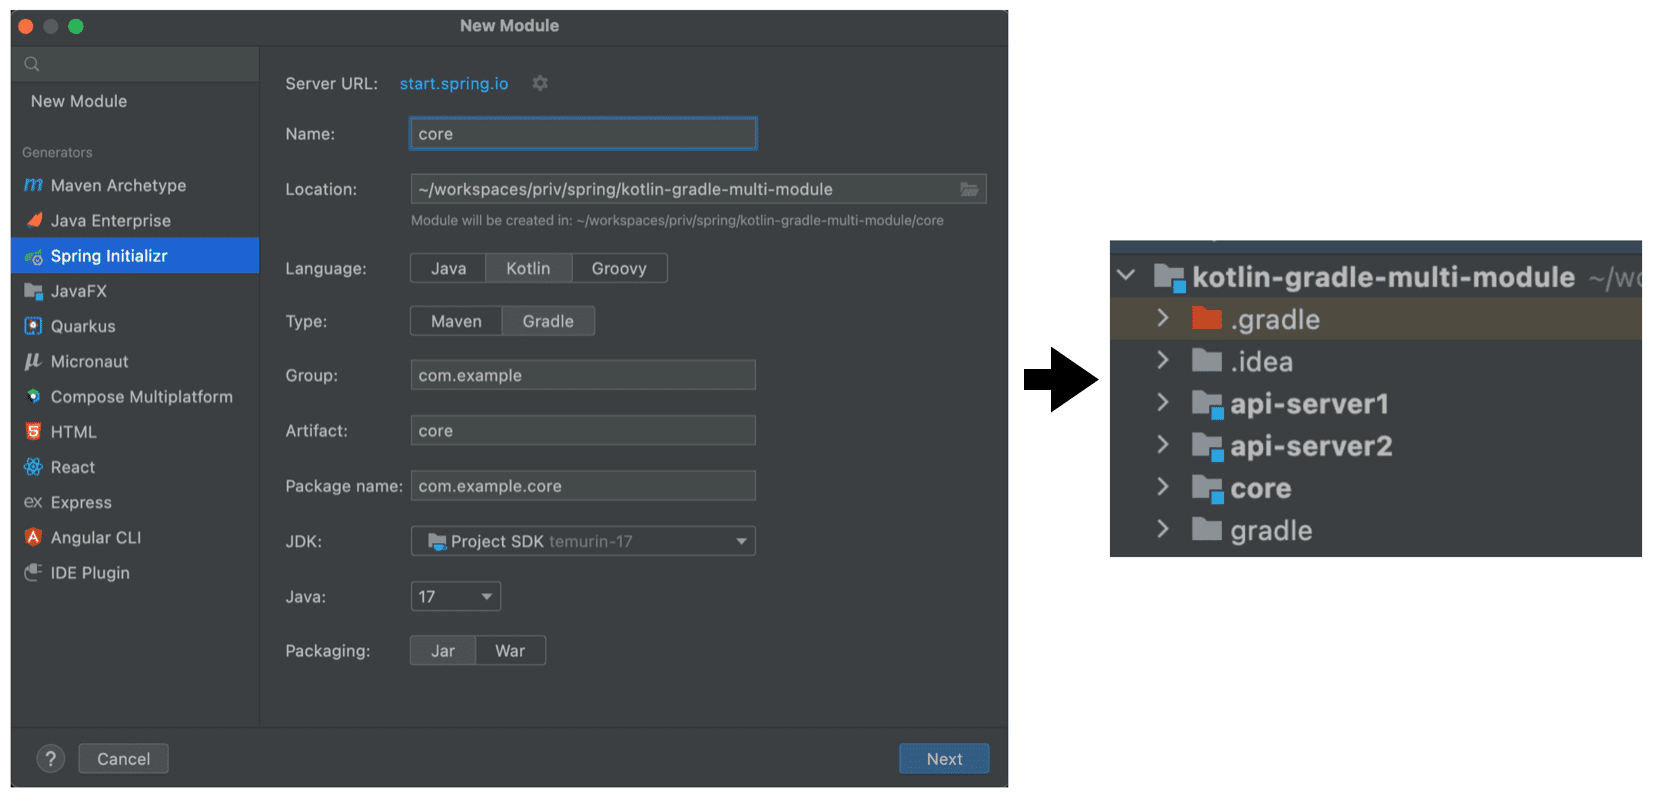 New Module
New Module
Generators
Maven Archetype
Java Enterprise
Spring Initializr
JavaFX
Quarkus
Micronaut
Compose Multiplatform
HTML
React
Express
Angular CLI
IDE Plugin
Server URL: start.spring.io
Name: core
Location: ~/workspaces/priv/spring/kotlin-gradle-multi-module
Module will be created in: ~/workspaces/priv/spring/kotlin-gradle-multi-module/core
Language: Java Kotlin Groovy
Type: Maven Gradle
Group: com.example
Artifact: core
Package name: com.example.core
JDK: Project SDK temurin-17
Java: 17
Packaging: Jar War
? Cancel Next
kotlin-gradle-multi-module
.gradle
.idea
api-server1
api-server2
core
gradle